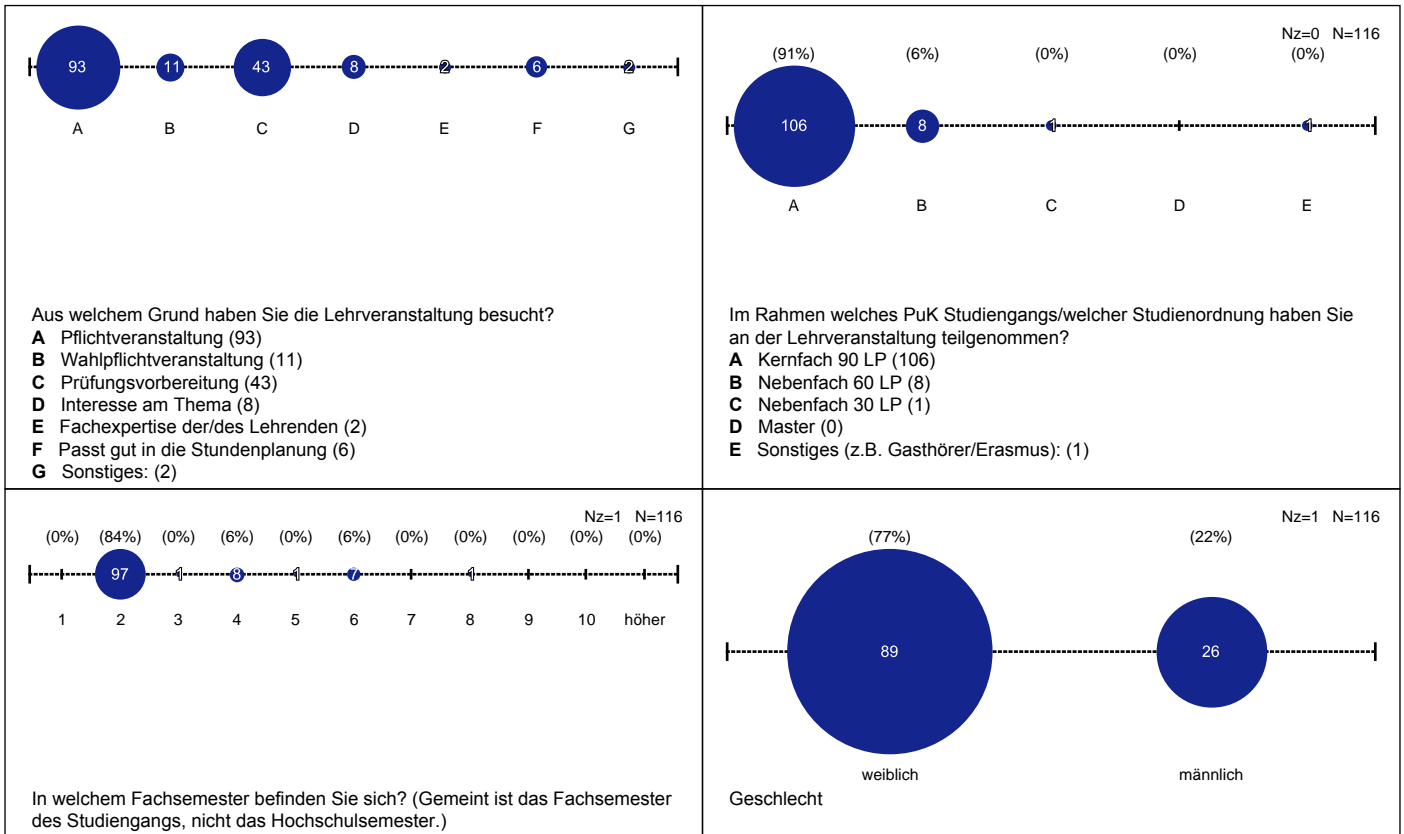 93 11 43 8 2 6 2
A B C D E F G
Aus welchem Grund haben Sie die Lehrveranstaltung besucht?
A Pflichtveranstaltung (93)
B Wahlpflichtveranstaltung (11)
C Prüfungsvorbereitung (43)
D Interesse am Thema (8)
E Fachexpertise der/des Lehrenden (2)
F Passt gut in die Stundenplanung (6)
G Sonstiges: (2)
Nz=0 N=116
(91%) (6%) (0%) (0%) (0%)
106 8 1 1
A B C D E
Im Rahmen welches PuK Studiengangs/welcher Studienordnung haben Sie
an der Lehrveranstaltung teilgenommen?
A Kernfach 90 LP (106)
B Nebenfach 60 LP (8)
C Nebenfach 30 LP (1)
D Master (0)
E Sonstiges (z.B. Gasthörer/Erasmus): (1)
Nz=1 N=116
(0%) (84%) (0%) (6%) (0%) (6%) (0%) (0%) (0%) (0%) (0%)
97 1 8 1 7 1
1 2 3 4 5 6 7 8 9 10 höher
In welchem Fachsemester befinden Sie sich? (Gemeint ist das Fachsemester
des Studiengangs, nicht das Hochschulsemester.)
Nz=1 N=116
(77%) (22%)
89 26
weiblich männlich
Geschlecht